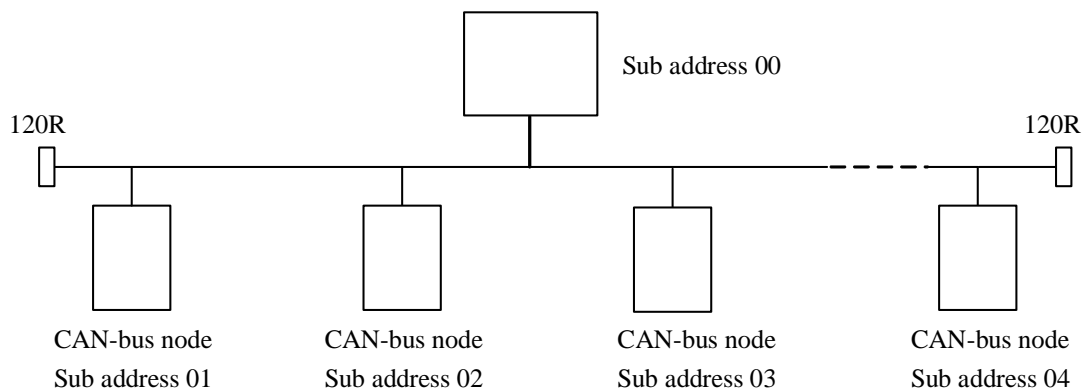 Sub address 00
120R
120R
CAN-bus node
Sub address 01
CAN-bus node
Sub address 02
CAN-bus node
Sub address 03
CAN-bus node
Sub address 04